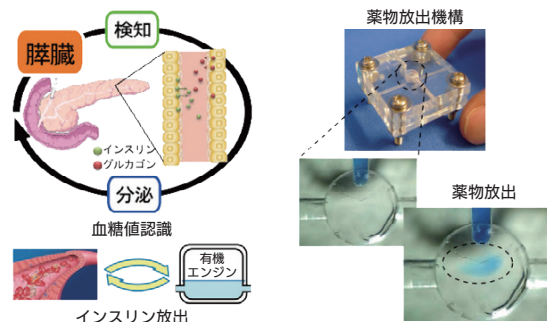 検知
膵臓
インスリン
グルカゴン
分泌
血糖値認識
有機
エンジン
インスリン放出
薬物放出機構
薬物放出